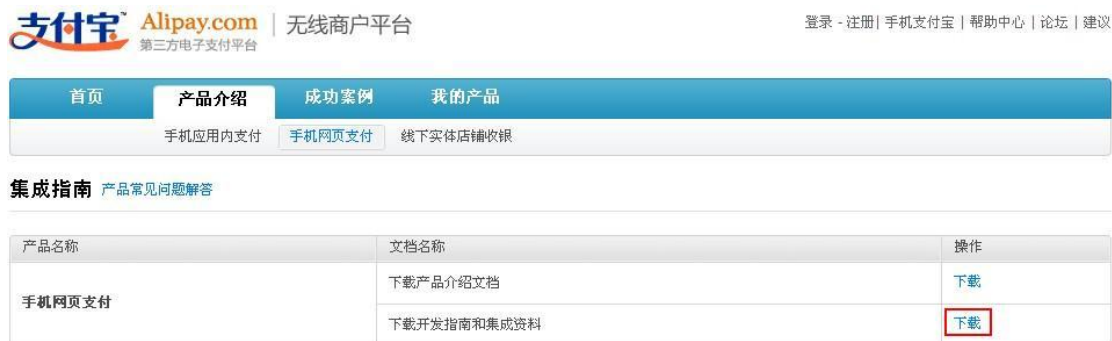 支付宝 Alipay.com 无线商户平台
第三方电子支付平台
登录 - 注册| 手机支付宝 | 帮助中心 | 论坛 | 建议
首页 产品介绍 成功案例 我的产品
手机应用内支付 手机网页支付 线下实体店铺收银
集成指南 产品常见问题解答
产品名称 文档名称 操作
手机网页支付
下载产品介绍文档 下载
下载开发指南和集成资料 下载